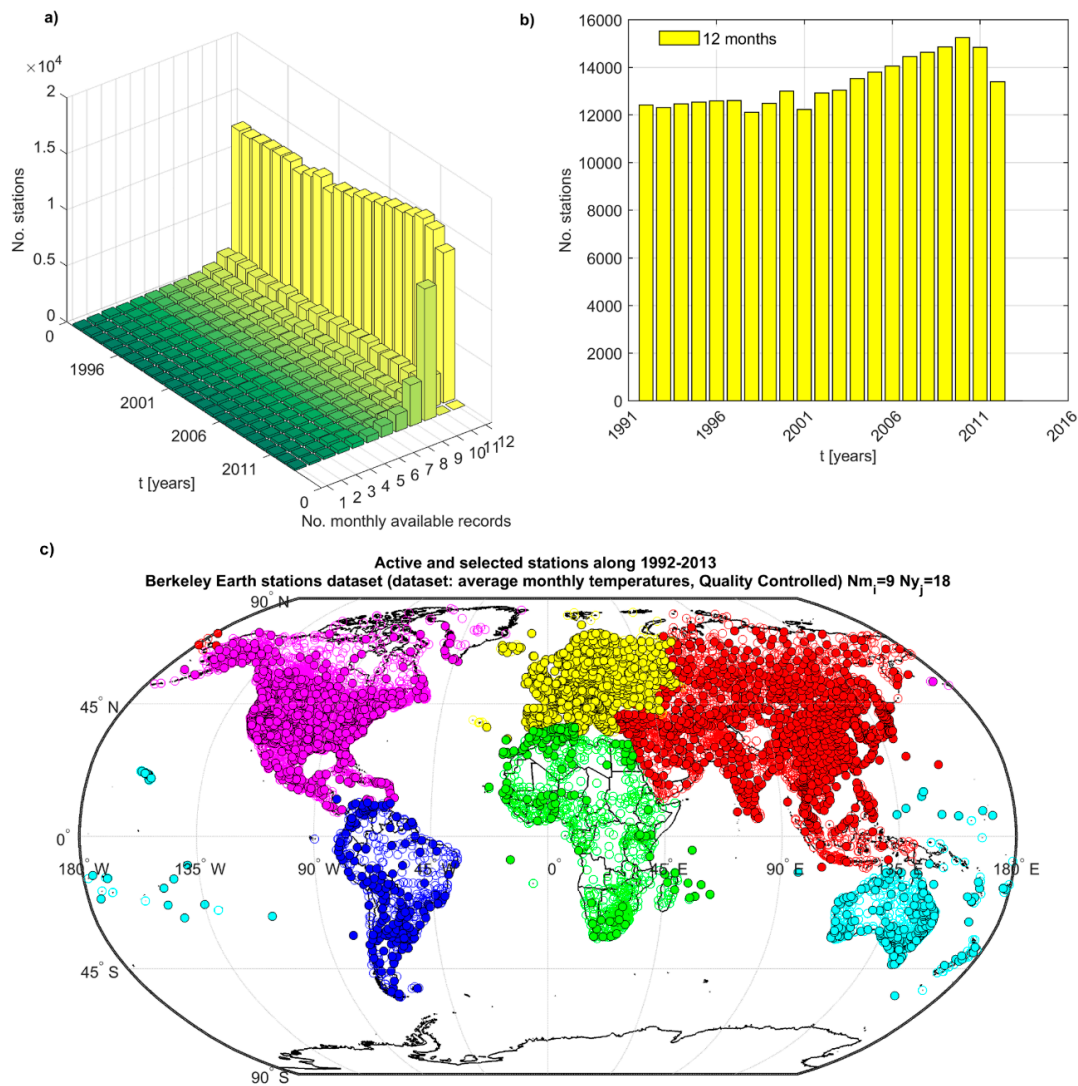 a)
×10⁴
2
1.5
1
0.5
0
No. stations
0
1996
2001
2006
2011
t [years]
0
1
2
3
4
5
6
7
8
9
10
11
12
No. monthly available records
b)
16000
14000
12000
10000
8000
6000
4000
2000
0
No. stations
12 months
1991
1996
2001
2006
2011
2016
t [years]
c)
Active and selected stations along 1992-2013
Berkeley Earth stations dataset (dataset: average monthly temperatures, Quality Controlled) Nmᵢ=9 Nyⱼ=18
90° N
45° N
0°
180° W
135° W
90° W
45° W
0°
45° E
90° E
135° E
180° E
45° S
90° S